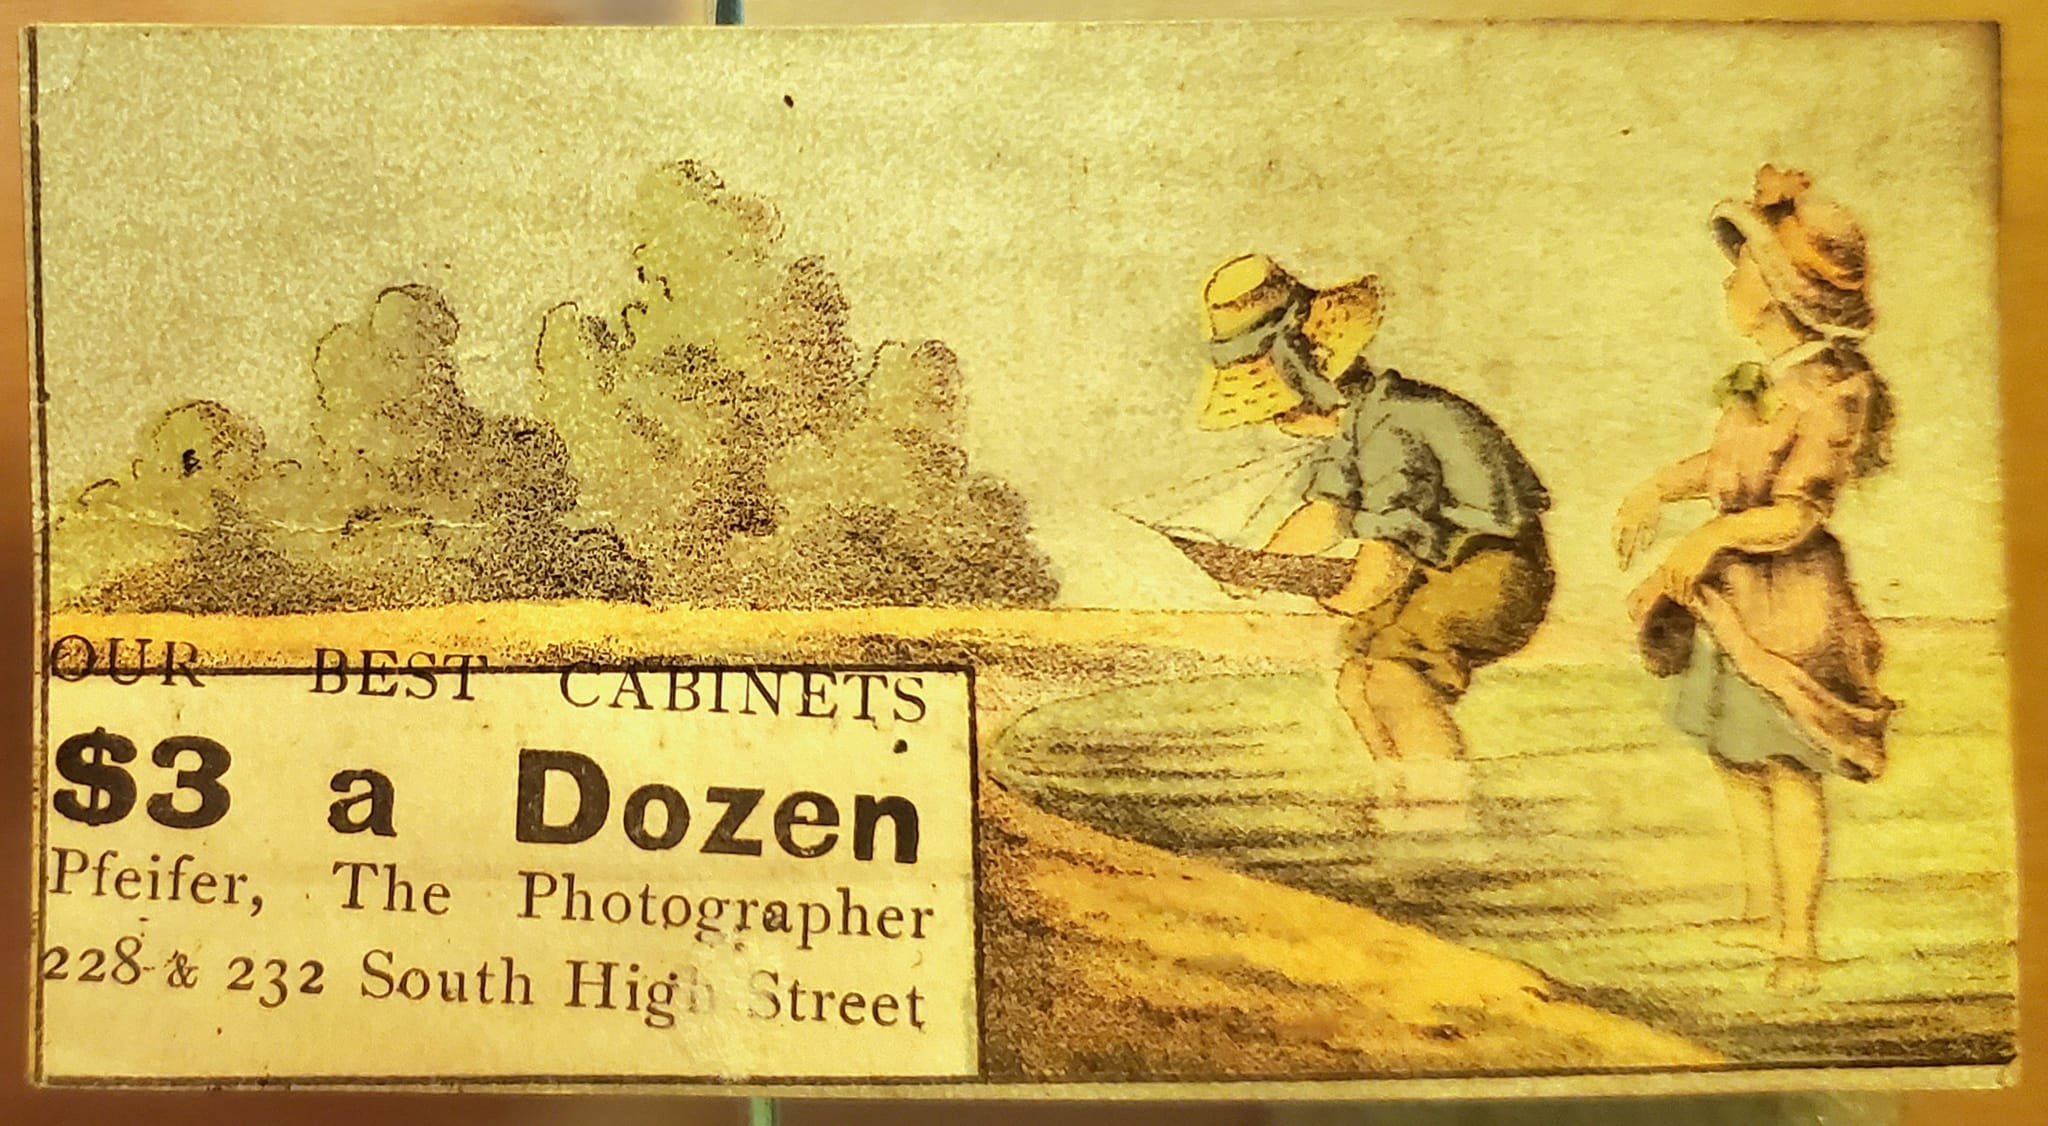 OUR BEST CABINETS
$3 a Dozen
Pfeifer, The Photographer
228 & 232 South High Street